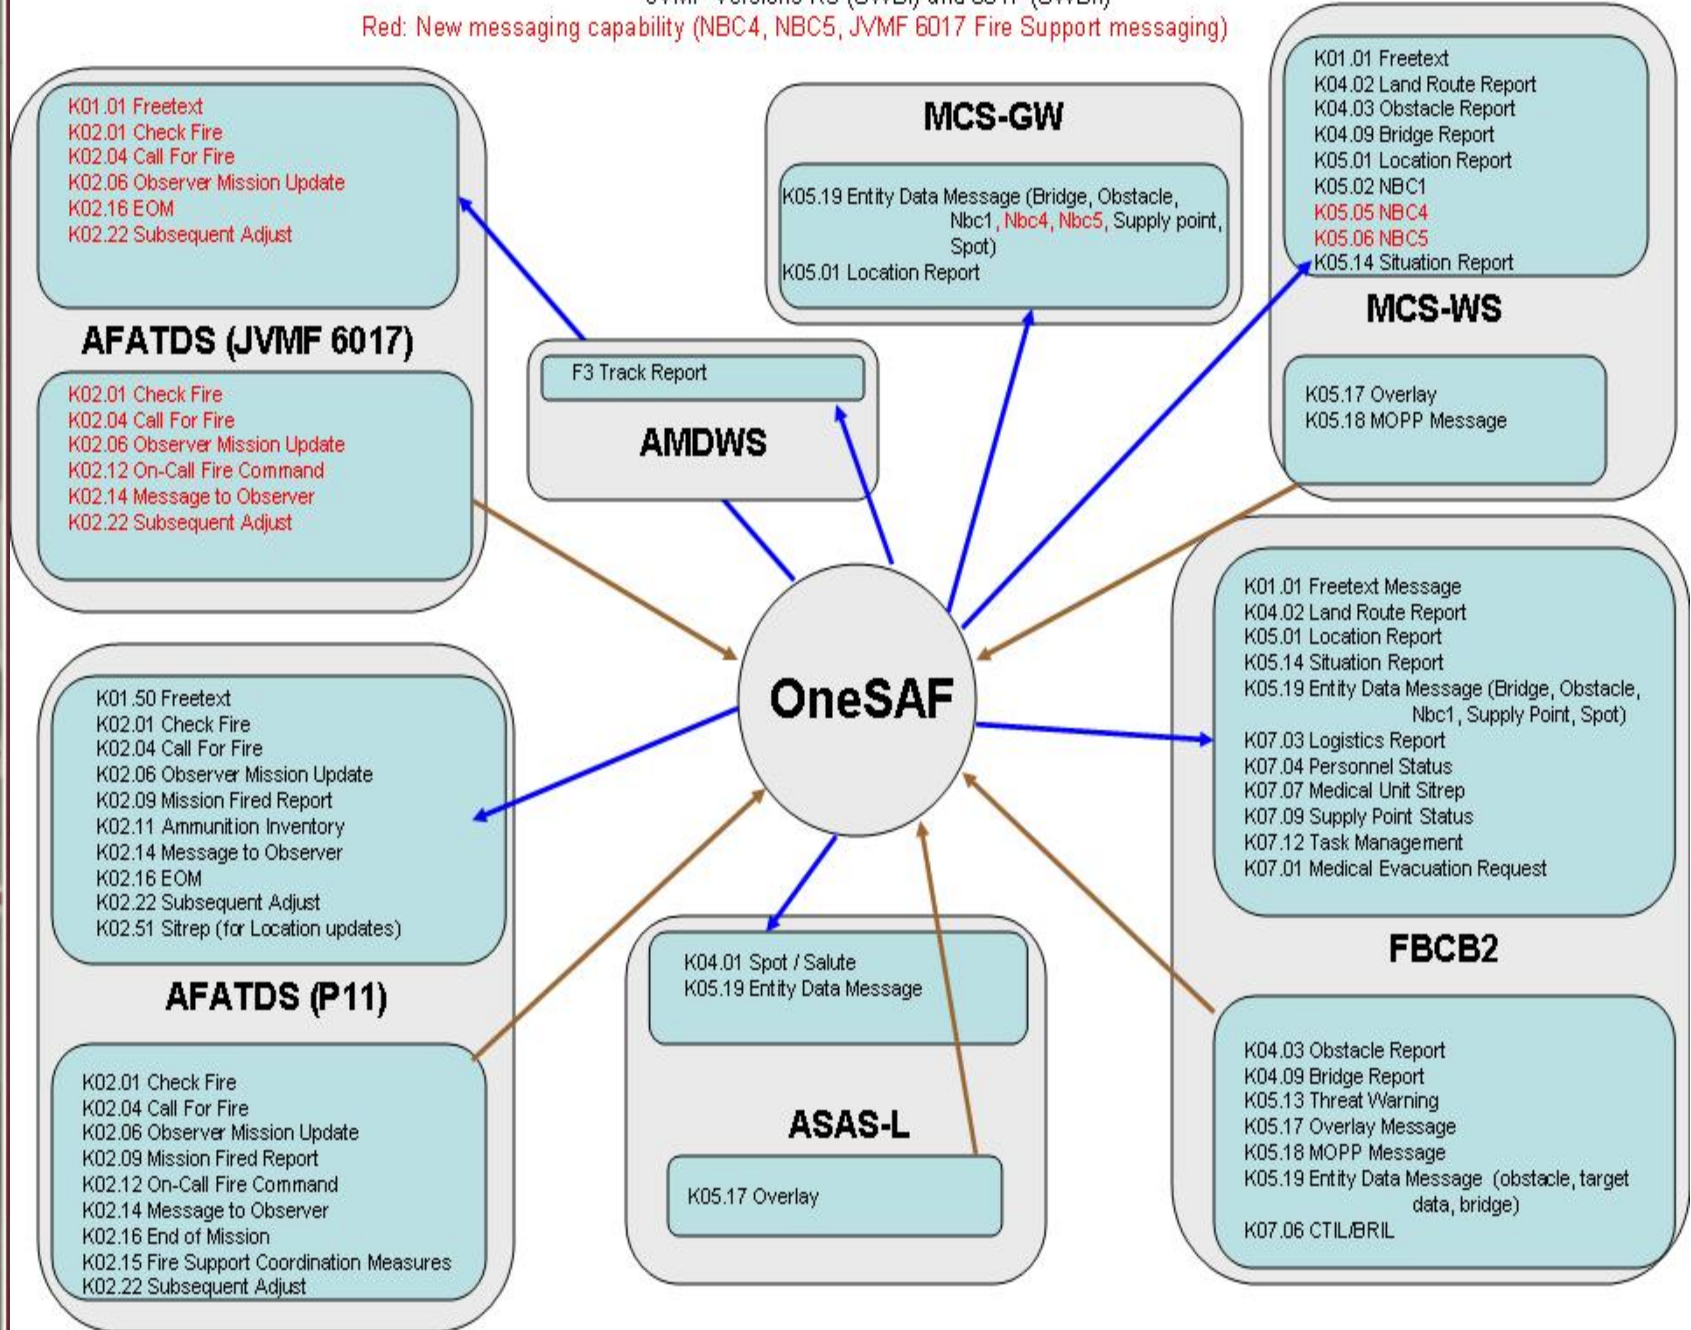 Red: New messaging capability (NBC4, NBC5, JVMF 6017 Fire Support messaging)
K01.01 Freetext
K02.01 Check Fire
K02.04 Call For Fire
K02.06 Observer Mission Update
K02.16 EOM
K02.22 Subsequent Adjust
AFATDS (JVMF 6017)
K02.01 Check Fire
K02.04 Call For Fire
K02.06 Observer Mission Update
K02.12 On-Call Fire Command
K02.14 Message to Observer
K02.22 Subsequent Adjust
F3 Track Report
AMDWS
MCS-GW
K05.19 Entity Data Message (Bridge, Obstacle,
Nbc1, Nbc4, Nbc5, Supply point,
Spot)
K05.01 Location Report
K01.01 Freetext
K04.02 Land Route Report
K04.03 Obstacle Report
K04.09 Bridge Report
K05.01 Location Report
K05.02 NBC1
K05.05 NBC4
K05.06 NBC5
K05.14 Situation Report
MCS-WS
K05.17 Overlay
K05.18 MOPP Message
OneSAF
K01.50 Freetext
K02.01 Check Fire
K02.04 Call For Fire
K02.06 Observer Mission Update
K02.09 Mission Fired Report
K02.11 Ammunition Inventory
K02.14 Message to Observer
K02.16 EOM
K02.22 Subsequent Adjust
K02.51 Sitrep (for Location updates)
AFATDS (P11)
K02.01 Check Fire
K02.04 Call For Fire
K02.06 Observer Mission Update
K02.09 Mission Fired Report
K02.12 On-Call Fire Command
K02.14 Message to Observer
K02.16 End of Mission
K02.15 Fire Support Coordination Measures
K02.22 Subsequent Adjust
K04.01 Spot / Salute
K05.19 Entity Data Message
ASAS-L
K05.17 Overlay
K01.01 Freetext Message
K04.02 Land Route Report
K05.01 Location Report
K05.14 Situation Report
K05.19 Entity Data Message (Bridge, Obstacle,
Nbc1, Supply Point, Spot)
K07.03 Logistics Report
K07.04 Personnel Status
K07.07 Medical Unit Sitrep
K07.09 Supply Point Status
K07.12 Task Management
K07.01 Medical Evacuation Request
FBCB2
K04.03 Obstacle Report
K04.09 Bridge Report
K05.13 Threat Warning
K05.17 Overlay Message
K05.18 MOPP Message
K05.19 Entity Data Message (obstacle, target
data, bridge)
K07.06 CTIL/BRIL